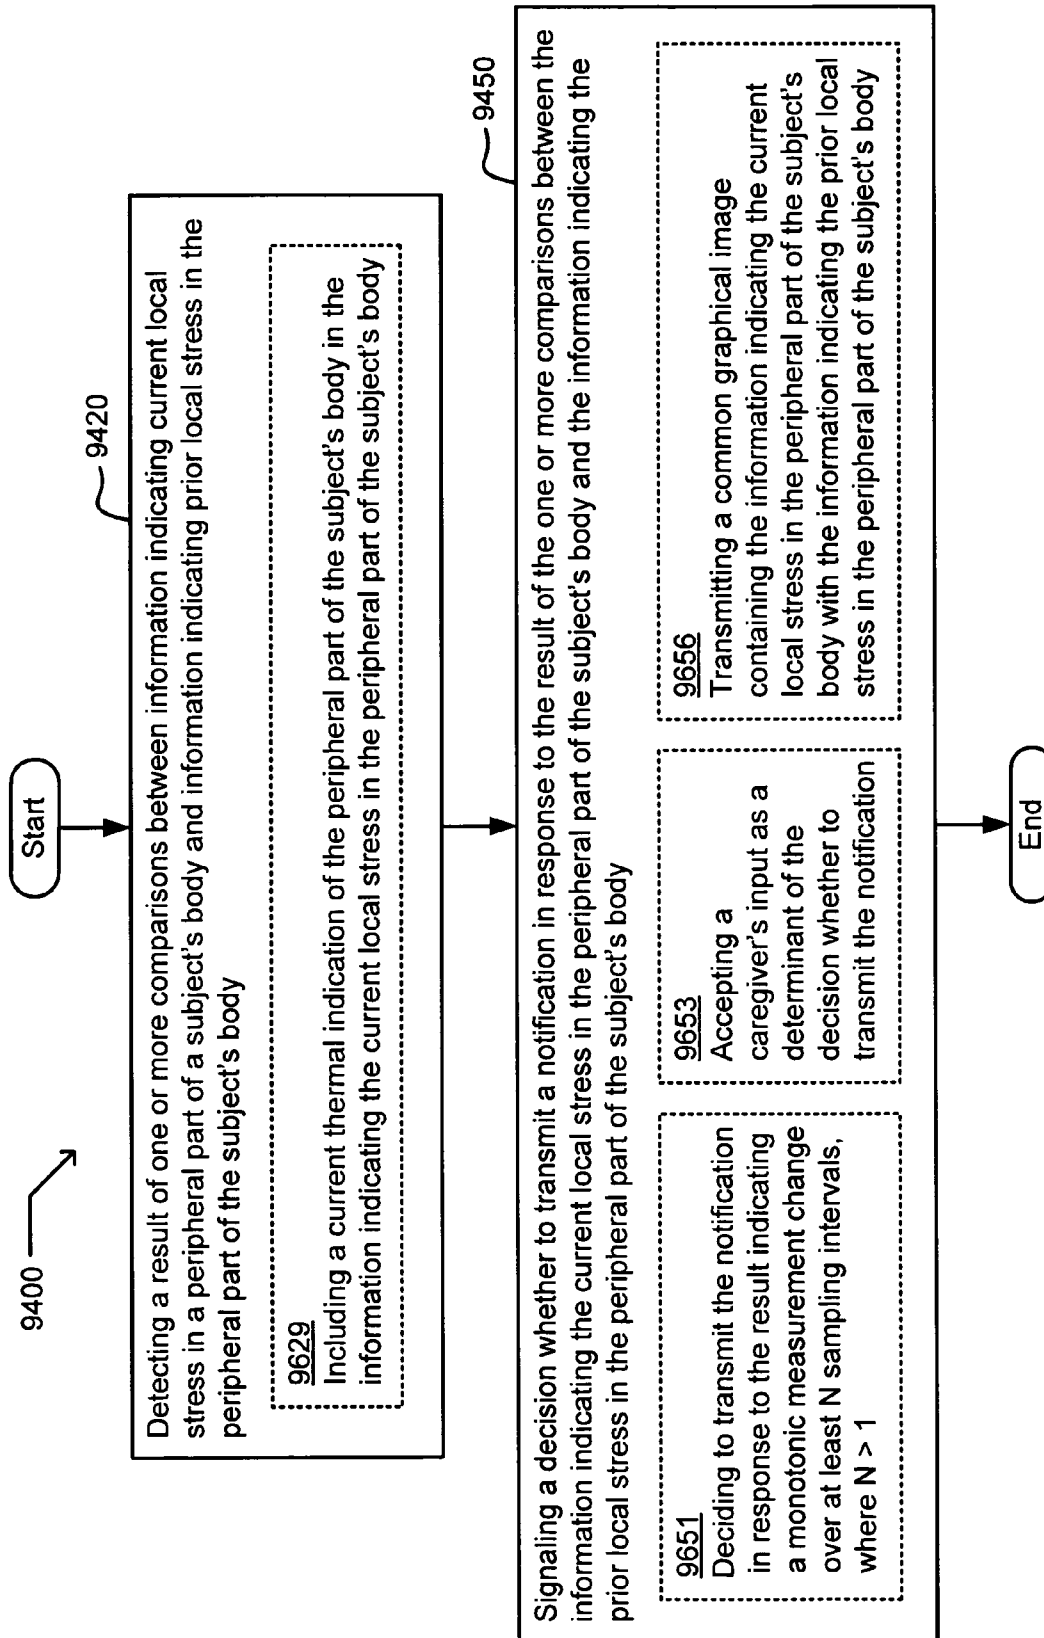 9400
Start
9420
Detecting a result of one or more comparisons between information indicating current local
stress in a peripheral part of a subject's body and information indicating prior local stress in the
peripheral part of the subject's body
9629
Including a current thermal indication of the peripheral part of the subject's body in the
information indicating the current local stress in the peripheral part of the subject's body
9450
Signaling a decision whether to transmit a notification in response to the result of the one or more comparisons between the
information indicating the current local stress in the peripheral part of the subject's body and the information indicating the
prior local stress in the peripheral part of the subject's body
9651
Deciding to transmit the notification
in response to the result indicating
a monotonic measurement change
over at least N sampling intervals,
where N > 1
9653
Accepting a
caregiver's input as a
determinant of the
decision whether to
transmit the notification
9656
Transmitting a common graphical image
containing the information indicating the current
local stress in the peripheral part of the subject's
body with the information indicating the prior local
stress in the peripheral part of the subject's body
End